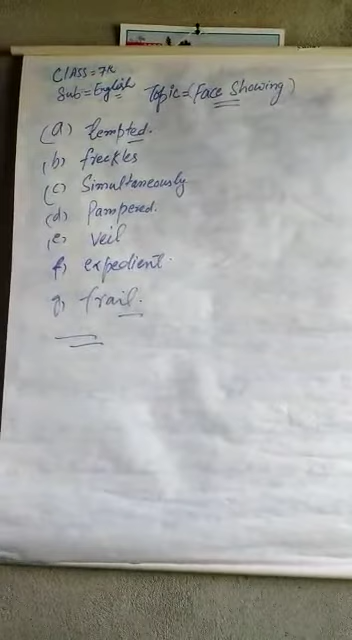 CLASS = 7th
Sub = English
Topic = (Face Showing)
(a) tempted.
(b) freckles
(c) Simultaneously
(d) Pampered.
(e) veil
f) expedient.
g) frail.